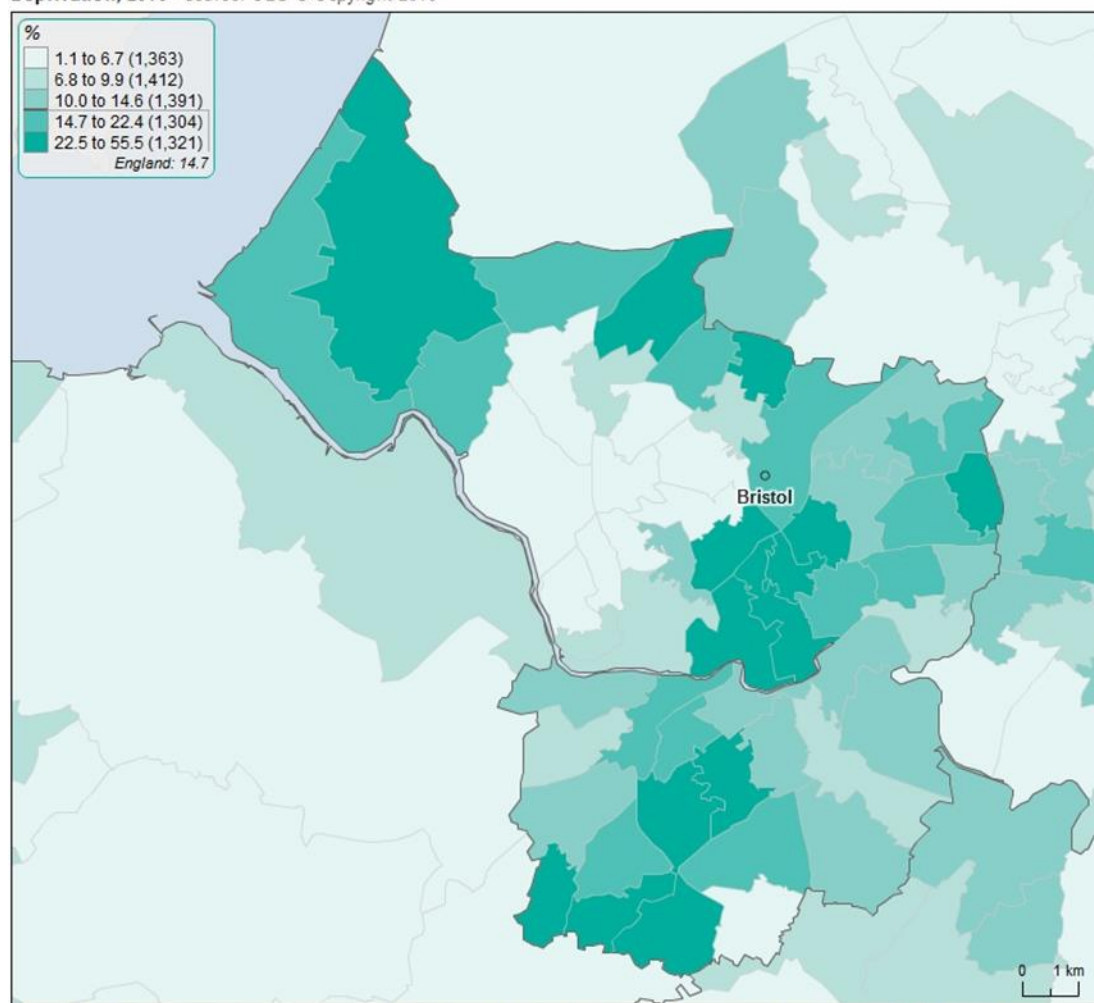 %
1.1 to 6.7 (1,363)
6.8 to 9.9 (1,412)
10.0 to 14.6 (1,391)
14.7 to 22.4 (1,304)
22.5 to 55.5 (1,321)
England: 14.7
Bristol
0 1 km